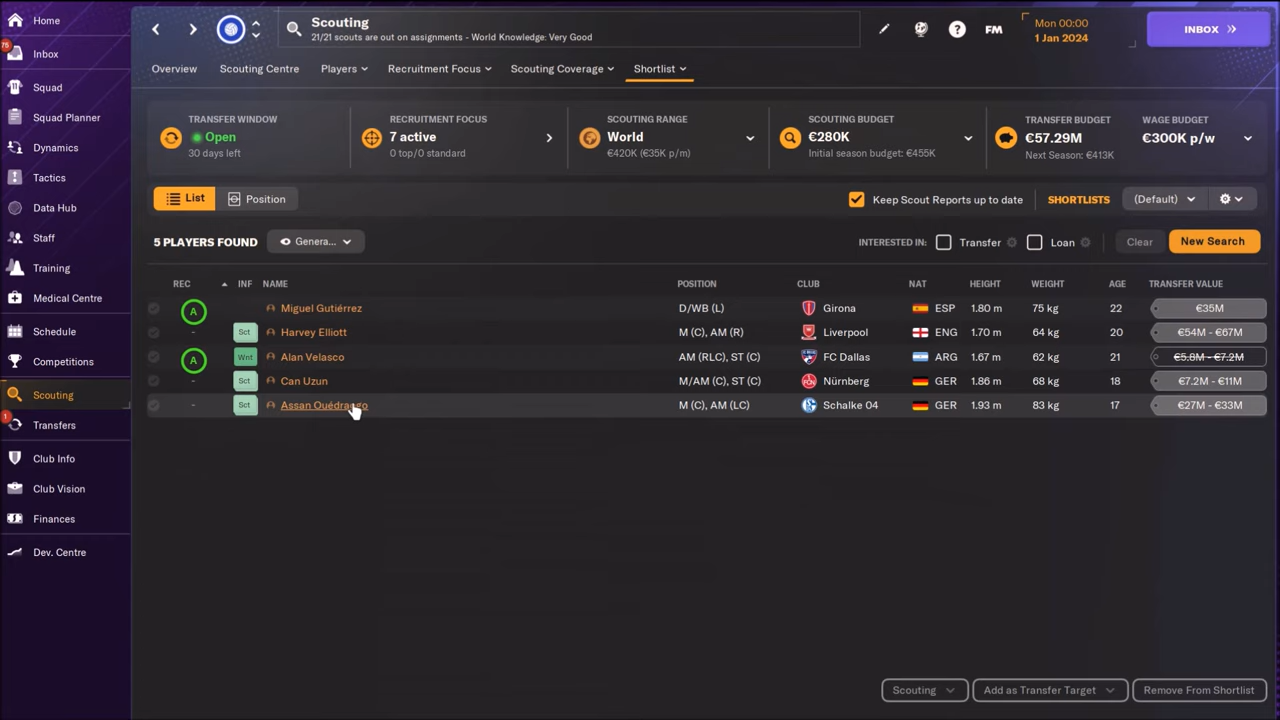 Home
75
Inbox
Squad
Squad Planner
Dynamics
Tactics
Data Hub
Staff
Training
Medical Centre
Schedule
Competitions
Scouting
1
Transfers
Club Info
Club Vision
Finances
Dev. Centre
Scouting
21/21 scouts are out on assignments - World Knowledge: Very Good
FM
Mon 00:00
1 Jan 2024
INBOX
Overview Scouting Centre Players Recruitment Focus Scouting Coverage Shortlist
TRANSFER WINDOW
Open
30 days left
RECRUITMENT FOCUS
7 active
0 top/0 standard
SCOUTING RANGE
World
€420K (€35K p/m)
SCOUTING BUDGET
€280K
Initial season budget: €455K
TRANSFER BUDGET
€57.29M
Next Season: €413K
WAGE BUDGET
€300K p/w
List Position Keep Scout Reports up to date SHORTLISTS (Default)
5 PLAYERS FOUND Genera... INTERESTED IN: Transfer Loan Clear New Search
REC INF NAME POSITION CLUB NAT HEIGHT WEIGHT AGE TRANSFER VALUE
A Miguel Gutiérrez D/WB (L) Girona ESP 1.80 m 75 kg 22 €35M
- Sct Harvey Elliott M (C), AM (R) Liverpool ENG 1.70 m 64 kg 20 €54M - €67M
A Wnt Alan Velasco AM (RLC), ST (C) FC Dallas ARG 1.67 m 62 kg 21 €5.8M - €7.2M
- Sct Can Uzun M/AM (C), ST (C) Nürnberg GER 1.86 m 68 kg 18 €7.2M - €11M
- Sct Assan Ouédraogo M (C), AM (LC) Schalke 04 GER 1.93 m 83 kg 17 €27M - €33M
Scouting Add as Transfer Target Remove From Shortlist